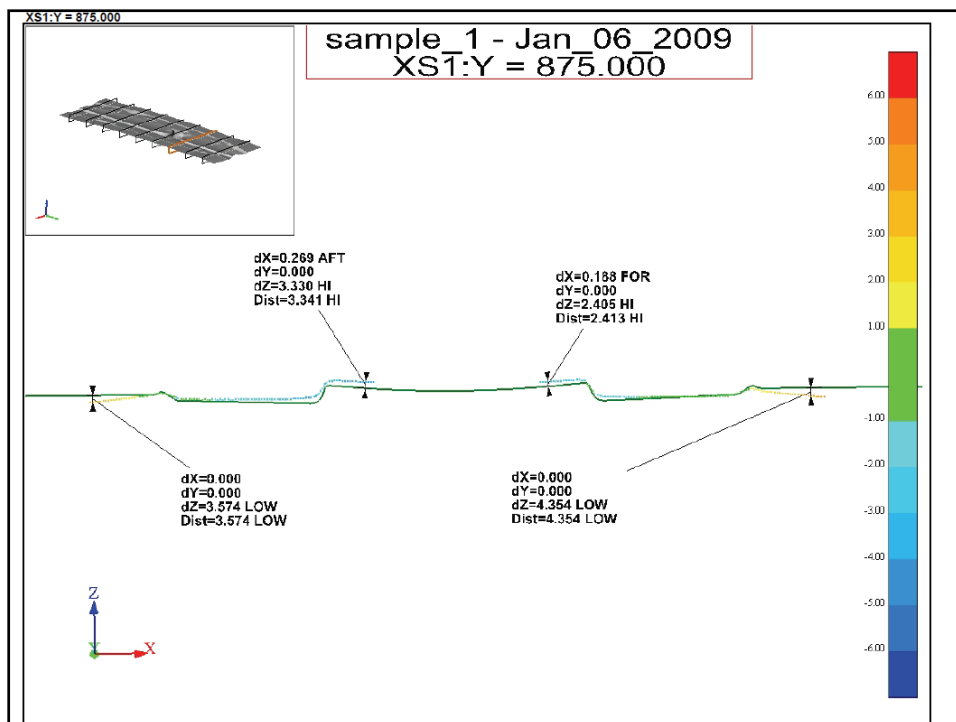 XS1:Y = 875.000
sample_1 - Jan_06_2009
XS1:Y = 875.000
6.00
5.00
4.00
3.00
2.00
1.00
-1.00
-2.00
-3.00
-4.00
-5.00
-6.00
dX=0.269 AFT
dY=0.000
dZ=3.330 HI
Dist=3.341 HI
dX=0.188 FOR
dY=0.000
dZ=2.405 HI
Dist=2.413 HI
dX=0.000
dY=0.000
dZ=3.574 LOW
Dist=3.574 LOW
dX=0.000
dY=0.000
dZ=4.354 LOW
Dist=4.354 LOW
Z
Y
X